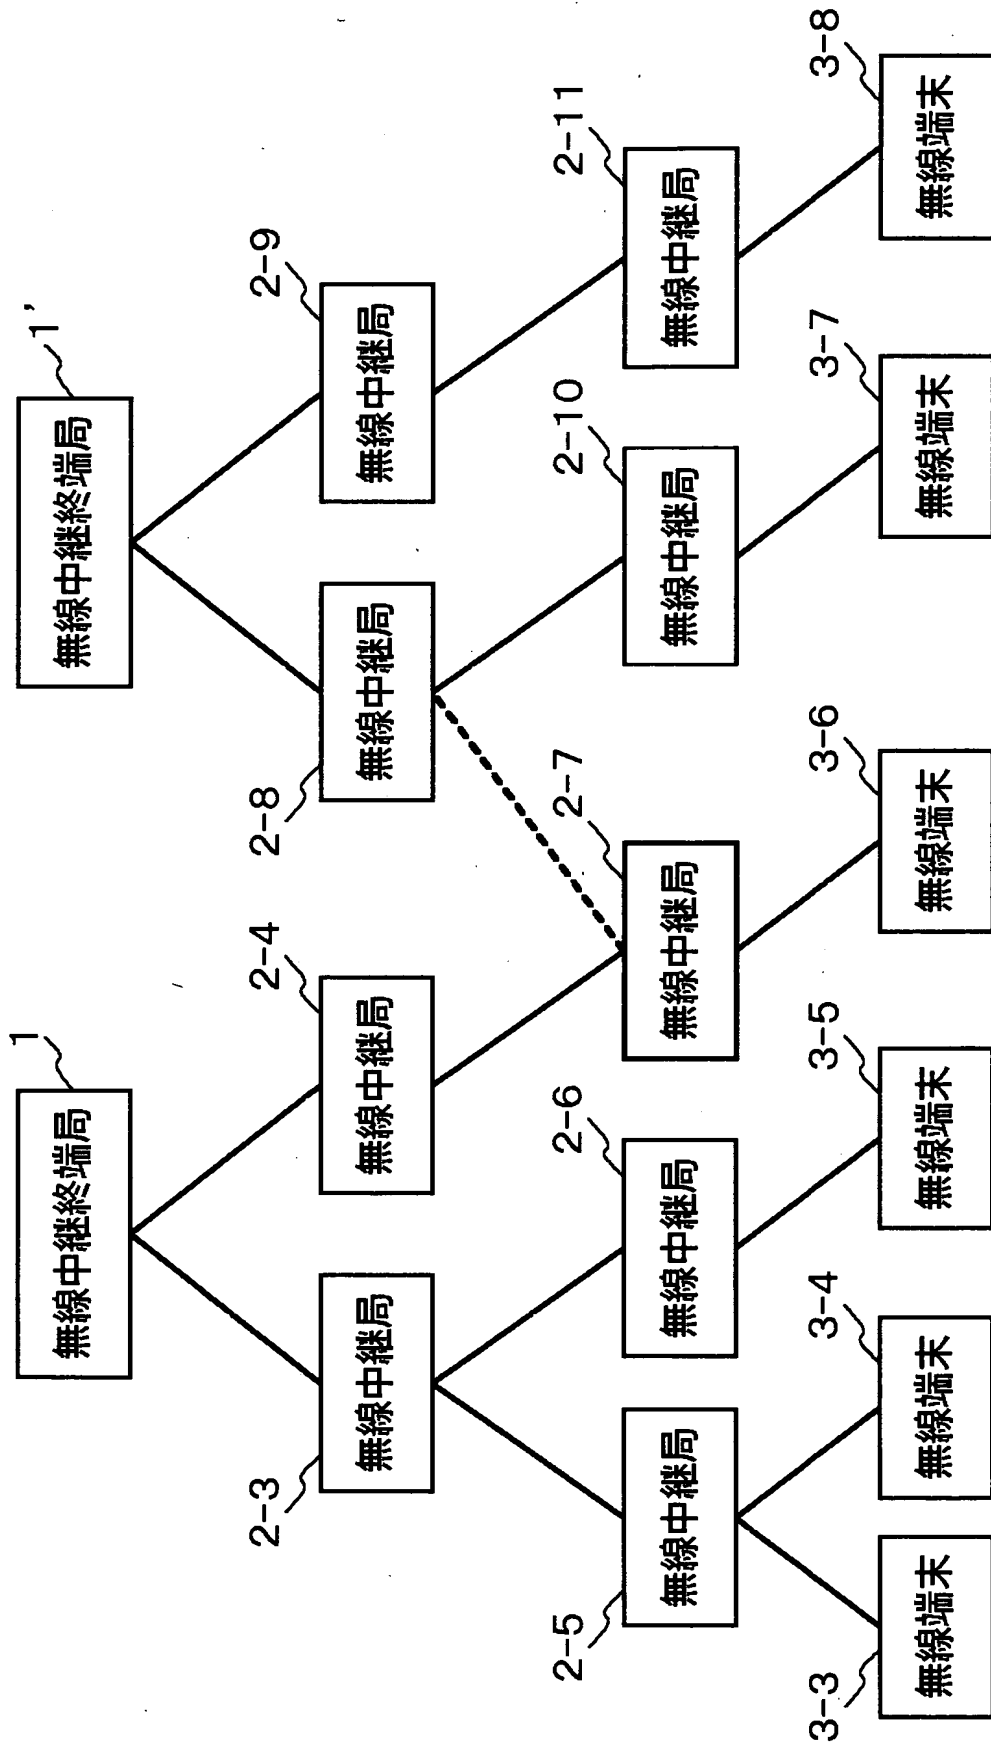 1
無線中継終端局
1'
無線中継終端局
2-3
無線中継局
2-4
無線中継局
2-8
無線中継局
2-9
無線中継局
2-5
無線中継局
2-6
無線中継局
2-7
無線中継局
2-10
無線中継局
2-11
無線中継局
3-3
無線端末
3-4
無線端末
3-5
無線端末
3-6
無線端末
3-7
無線端末
3-8
無線端末